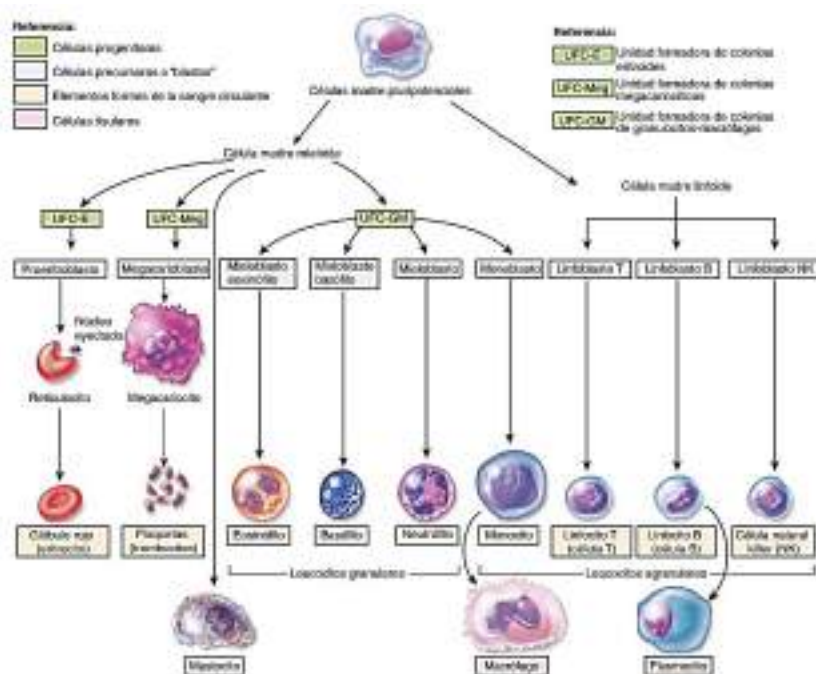 Referencia:
Células progenitoras
Células precursoras o "blastos"
Elementos formes de la sangre circulante
Células tisulares
Referencia:
UFC-E
Unidad formadora de colonias
eritroides
UFC-Meg
Unidad formadora de colonias
megacariocíticas
UFC-GM
Unidad formadora de colonias
de granulocitos-macrófagos
Células madre pluripotenciales
Célula madre mieloide
Célula madre linfoide
UFC-E
UFC-Meg
UFC-GM
Proeritroblasto
Megacarioblasto
Mieloblasto
eosinófilo
Mieloblasto
basófilo
Mieloblasto
Monoblasto
Linfoblasto T
Linfoblasto B
Linfoblasto NK
Núcleo
eyectado
Reticulocito
Megacariocito
Glóbulo rojo
(eritrocito)
Plaquetas
(trombocitos)
Eosinófilo
Basófilo
Neutrófilo
Monocito
Linfocito T
(célula T)
Linfocito B
(célula B)
Célula natural
killer (NK)
Leucocitos granulares
Leucocitos agranulares
Mastocito
Macrófago
Plasmocito